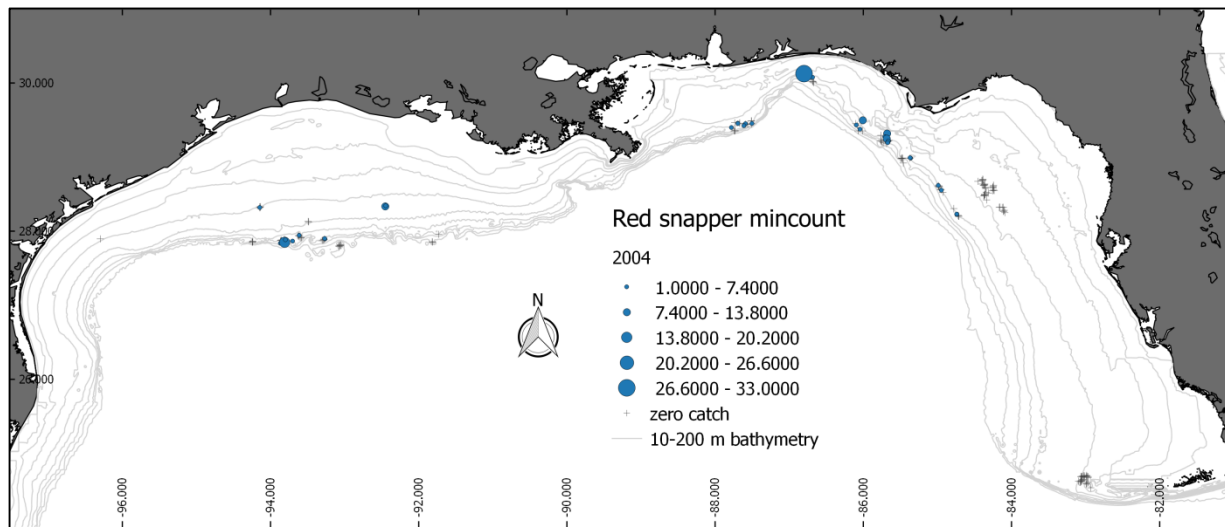 30.000
28.000
26.000
Red snapper mincount
2004
1.0000 - 7.4000
7.4000 - 13.8000
13.8000 - 20.2000
20.2000 - 26.6000
26.6000 - 33.0000
zero catch
10-200 m bathymetry
N
-96.000
-94.000
-92.000
-90.000
-88.000
-86.000
-84.000
-82.000